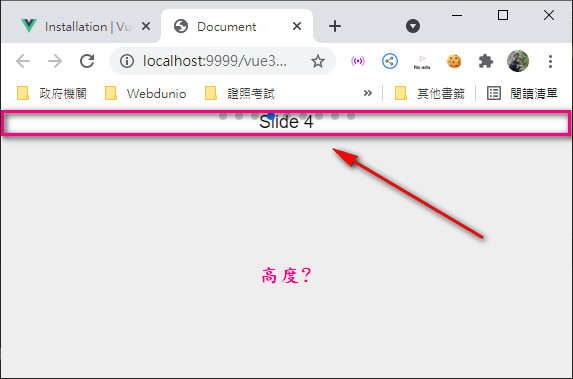 Installation | Vu
Document
localhost:9999/vue3...
No ads
政府機關
Webdunio
證照考試
»
其他書籤
閱讀清單
Slide 4
高度?